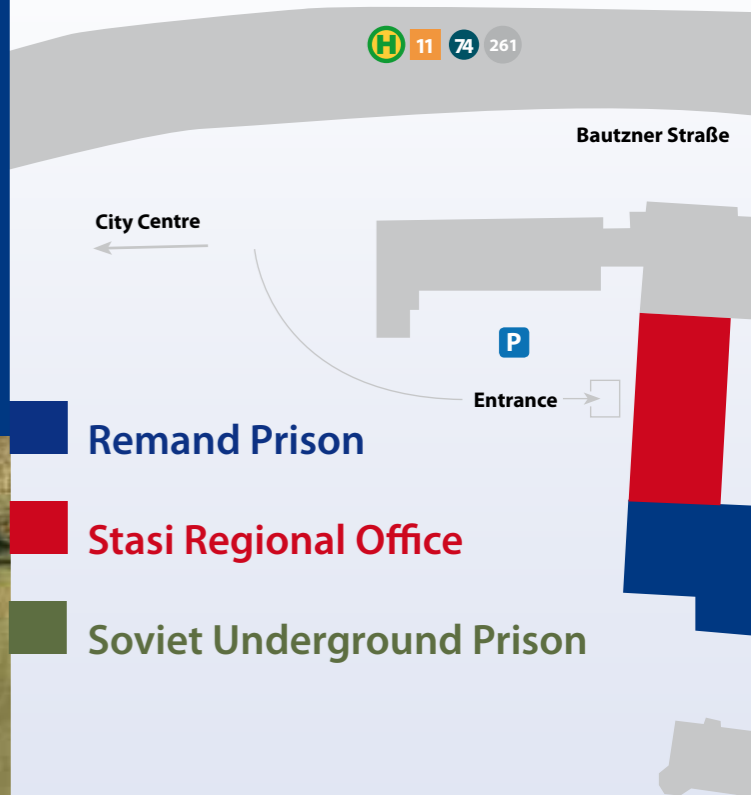 H 11 74 261
Bautzner Straße
City Centre
P
Entrance
Remand Prison
Stasi Regional Office
Soviet Underground Prison